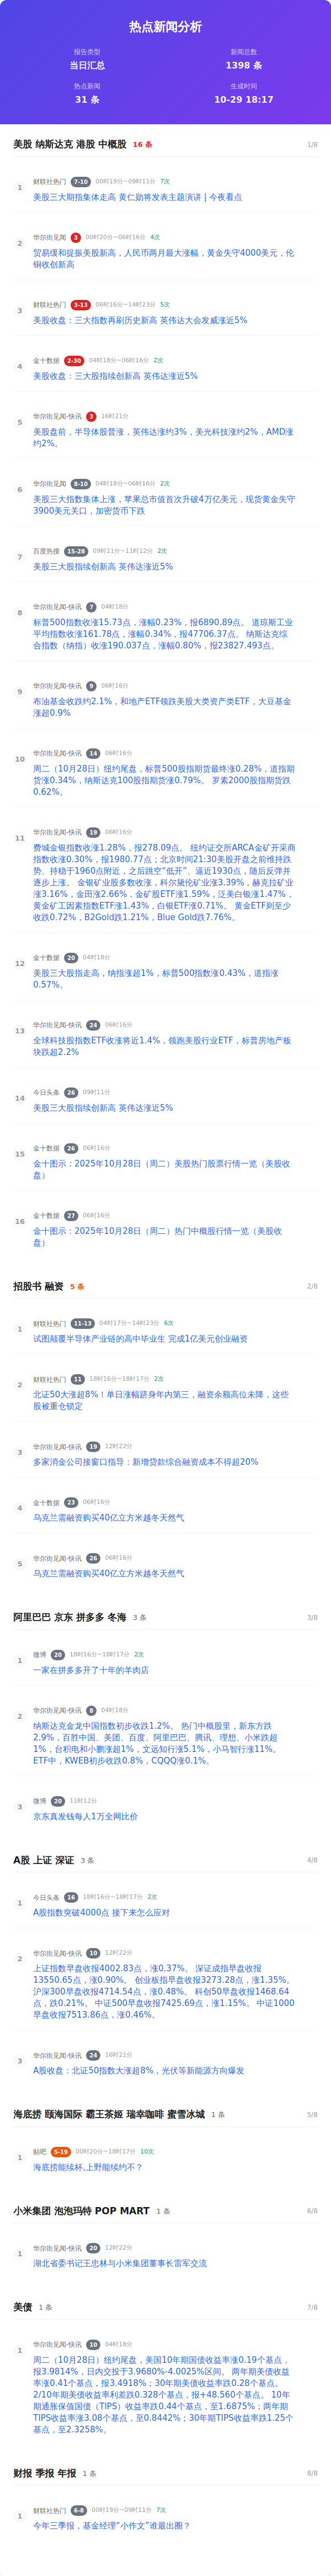 热点新闻分析
报告类型
当日汇总
新闻总数
1398 条
热点新闻
31 条
生成时间
10-29 18:17
美股 纳斯达克 港股 中概股 16 条 1/8
1
财联社热门 7-10 00时19分~09时11分 7次
美股三大期指集体走高 黄仁勋将发表主题演讲 | 今夜看点
2
华尔街见闻 3 00时20分~06时16分 4次
贸易缓和提振美股新高，人民币两月最大涨幅，黄金失守4000美元，伦
铜收创新高
3
财联社热门 3-13 06时16分~14时23分 5次
美股收盘：三大指数再刷历史新高 英伟达大会发威涨近5%
4
金十数据 2-30 04时18分~06时16分 2次
美股收盘：三大股指续创新高 英伟达涨近5%
5
华尔街见闻-快讯 3 16时21分
美股盘前，半导体股普涨，英伟达涨约3%，美光科技涨约2%，AMD涨
约2%。
6
华尔街见闻 8-10 04时18分~06时16分 2次
美股三大指数集体上涨，苹果总市值首次升破4万亿美元，现货黄金失守
3900美元关口，加密货币下跌
7
百度热搜 15-28 09时11分~11时12分 2次
美股三大股指续创新高 英伟达涨近5%
8
华尔街见闻-快讯 7 04时18分
标普500指数收涨15.73点，涨幅0.23%，报6890.89点。 道琼斯工业
平均指数收涨161.78点，涨幅0.34%，报47706.37点。 纳斯达克综
合指数（纳指）收涨190.037点，涨幅0.80%，报23827.493点。
9
华尔街见闻-快讯 9 06时16分
布油基金收跌约2.1%，和地产ETF领跌美股大类资产类ETF，大豆基金
涨超0.9%
10
华尔街见闻-快讯 14 06时16分
周二（10月28日）纽约尾盘，标普500股指期货最终涨0.28%，道指期
货涨0.34%，纳斯达克100股指期货涨0.79%。 罗素2000股指期货跌
0.62%。
11
华尔街见闻-快讯 19 06时16分
费城金银指数收涨1.28%，报278.09点。 纽约证交所ARCA金矿开采商
指数收涨0.30%，报1980.77点；北京时间21:30美股开盘之前维持跌
势、持稳于1960点附近，之后跳空“低开”、逼近1930点，随后反弹并
逐步上涨。 金银矿业股多数收涨，科尔黛伦矿业涨3.39%，赫克拉矿业
涨3.16%，金田涨2.66%，金矿股ETF涨1.59%，泛美白银涨1.47%，
黄金矿工因素指数ETF涨1.43%，白银ETF涨0.71%。 黄金ETF则至少
收跌0.72%，B2Gold跌1.21%，Blue Gold跌7.76%。
12
金十数据 20 04时18分
美股三大股指走高，纳指涨超1%，标普500指数涨0.43%，道指涨
0.57%。
13
华尔街见闻-快讯 24 06时16分
全球科技股指数ETF收涨将近1.4%，领跑美股行业ETF，标普房地产板
块跌超2.2%
14
今日头条 26 09时11分
美股三大股指续创新高 英伟达涨近5%
15
金十数据 26 06时16分
金十图示：2025年10月28日（周二）美股热门股票行情一览（美股收
盘）
16
金十数据 27 06时16分
金十图示：2025年10月28日（周二）热门中概股行情一览（美股收
盘）
招股书 融资 5 条 2/8
1
财联社热门 11-13 04时17分~14时23分 6次
试图颠覆半导体产业链的高中毕业生 完成1亿美元创业融资
2
财联社热门 11 18时16分~18时17分 2次
北证50大涨超8%！单日涨幅跻身年内第三，融资余额高位未降，这些
股被重仓锁定
3
华尔街见闻-快讯 19 12时22分
多家消金公司接窗口指导：新增贷款综合融资成本不得超20%
4
金十数据 23 06时16分
乌克兰需融资购买40亿立方米越冬天然气
5
华尔街见闻-快讯 26 06时16分
乌克兰需融资购买40亿立方米越冬天然气
阿里巴巴 京东 拼多多 冬海 3 条 3/8
1
微博 20 18时16分~18时17分 2次
一家在拼多多开了十年的羊肉店
2
华尔街见闻-快讯 8 04时18分
纳斯达克金龙中国指数初步收跌1.2%。 热门中概股里，新东方跌
2.9%，百胜中国、美团、百度、阿里巴巴、腾讯、理想、小米跌超
1%，台积电和小鹏涨超1%，文远知行涨5.1%，小马智行涨11%。
ETF中，KWEB初步收跌0.8%，CQQQ涨0.1%。
3
微博 20 11时12分
京东真发钱每人1万全网比价
A股 上证 深证 3 条 4/8
1
今日头条 16 18时16分~18时17分 2次
A股指数突破4000点 接下来怎么应对
2
华尔街见闻-快讯 10 12时22分
上证指数早盘收报4002.83点，涨0.37%。 深证成指早盘收报
13550.65点，涨0.90%。 创业板指早盘收报3273.28点，涨1.35%。
沪深300早盘收报4714.54点，涨0.48%。 科创50早盘收报1468.64
点，跌0.21%。 中证500早盘收报7425.69点，涨1.15%。 中证1000
早盘收报7513.86点，涨0.46%。
3
华尔街见闻-快讯 24 16时21分
A股收盘：北证50指数大涨超8%，光伏等新能源方向爆发
海底捞 颐海国际 霸王茶姬 瑞幸咖啡 蜜雪冰城 1 条 5/8
1
贴吧 5-19 00时20分~18时17分 10次
海底捞能续杯,上野能续约不？
小米集团 泡泡玛特 POP MART 1 条 6/8
1
华尔街见闻-快讯 20 12时22分
湖北省委书记王忠林与小米集团董事长雷军交流
美债 1 条 7/8
1
华尔街见闻-快讯 10 04时18分
周二（10月28日）纽约尾盘，美国10年期国债收益率涨0.19个基点，
报3.9814%，日内交投于3.9680%-4.0025%区间。 两年期美债收益
率涨0.41个基点，报3.4918%；30年期美债收益率跌0.28个基点。
2/10年期美债收益率利差跌0.328个基点，报+48.560个基点。 10年
期通胀保值国债（TIPS）收益率跌0.44个基点，至1.6875%；两年期
TIPS收益率涨3.08个基点，至0.8442%；30年期TIPS收益率跌1.25个
基点，至2.3258%。
财报 季报 年报 1 条 8/8
1
财联社热门 6-8 00时19分~09时11分 7次
今年三季报，基金经理“小作文”谁最出圈？